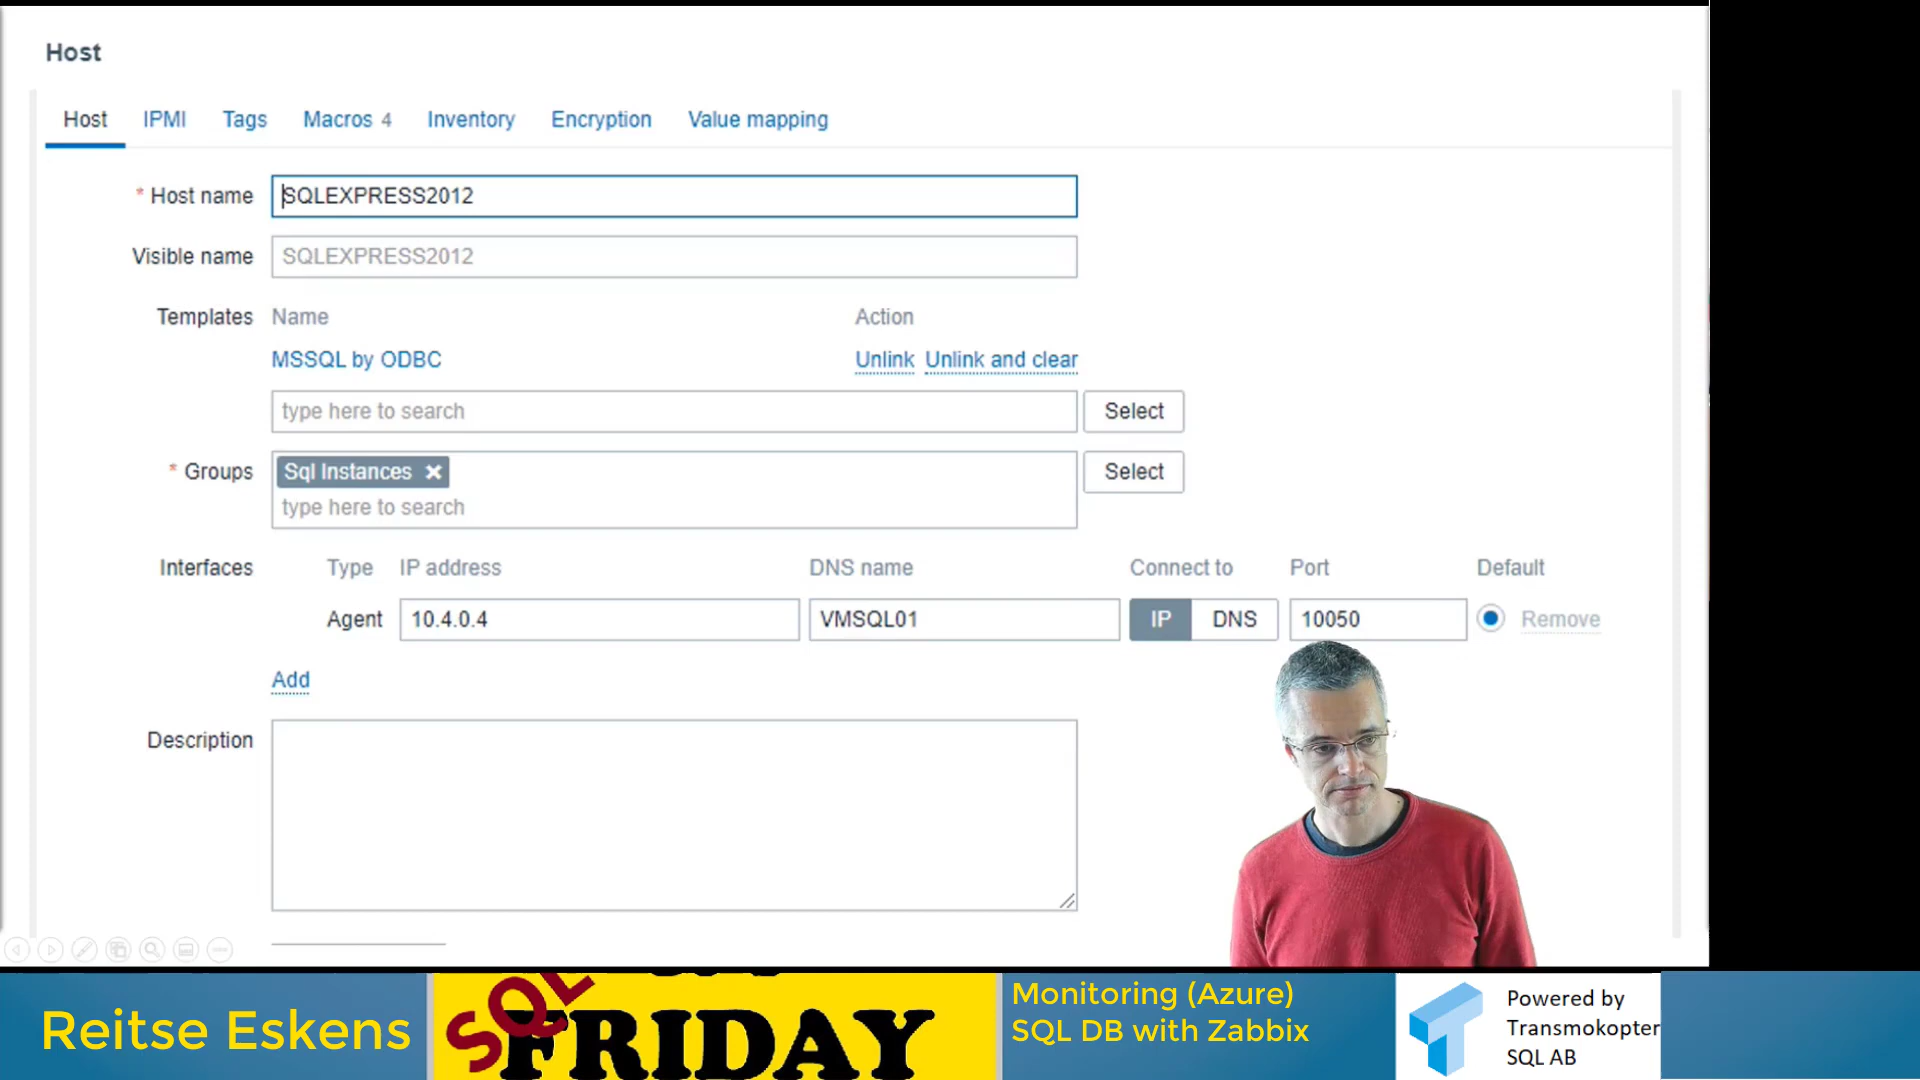 Host
Host IPMI Tags Macros 4 Inventory Encryption Value mapping
* Host name SQLEXPRESS2012
Visible name SQLEXPRESS2012
Templates Name Action
MSSQL by ODBC Unlink Unlink and clear
type here to search Select
* Groups Sql Instances Select
type here to search
Interfaces Type IP address DNS name Connect to Port Default
Agent 10.4.0.4 VMSQL01 IP DNS 10050 Remove
Add
Description
Reitse Eskens
SQL
FRIDAY
Monitoring (Azure)
SQL DB with Zabbix
Powered by
Transmokopter
SQL AB